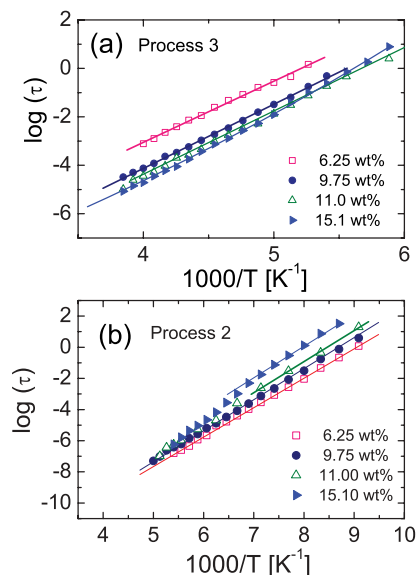 (a) Process 3
log (τ)
2
0
-2
-4
-6
6.25 wt%
9.75 wt%
11.0 wt%
15.1 wt%
4 5 6
1000/T [K⁻¹]
(b) Process 2
log (τ)
2
0
-2
-4
-6
-8
-10
6.25 wt%
9.75 wt%
11.00 wt%
15.10 wt%
4 5 6 7 8 9 10
1000/T [K⁻¹]